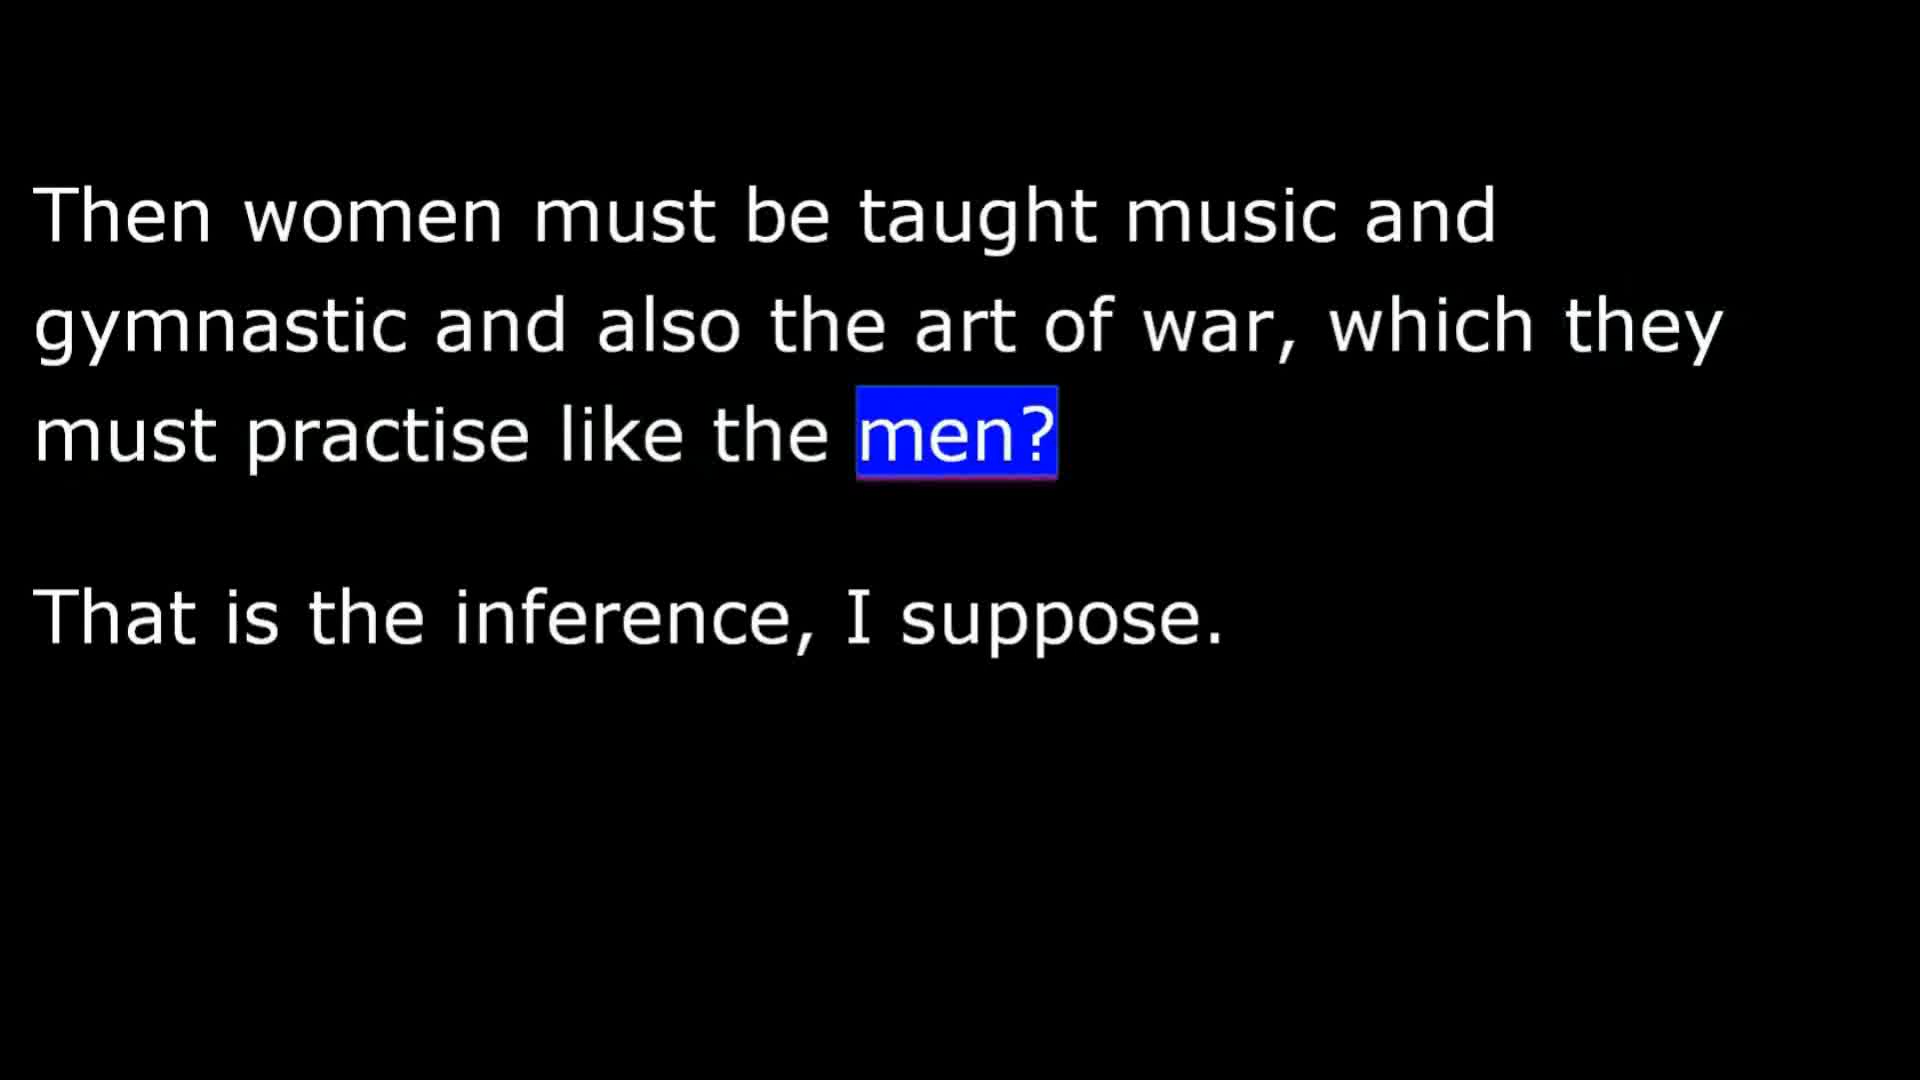 Then women must be taught music and
gymnastic and also the art of war, which they
must practise like the men?
That is the inference, I suppose.